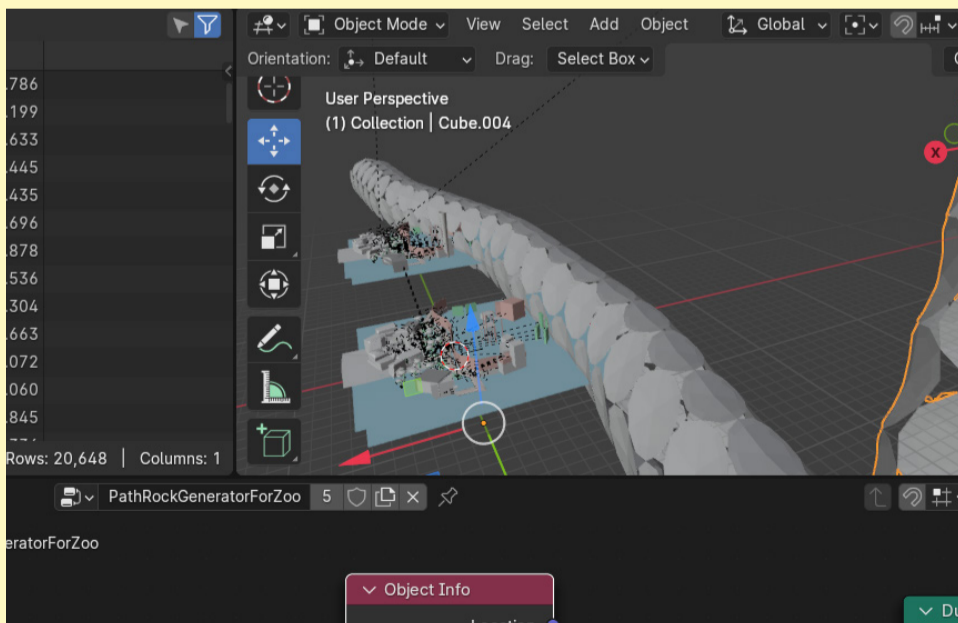 Object Mode View Select Add Object Global
Orientation: Default Drag: Select Box
User Perspective
(1) Collection | Cube.004
X
.786
.199
.633
.445
.435
.696
.878
.536
.304
.663
.072
.060
.845
Rows: 20,648 | Columns: 1
PathRockGeneratorForZoo 5
eratorForZoo
Object Info
Du